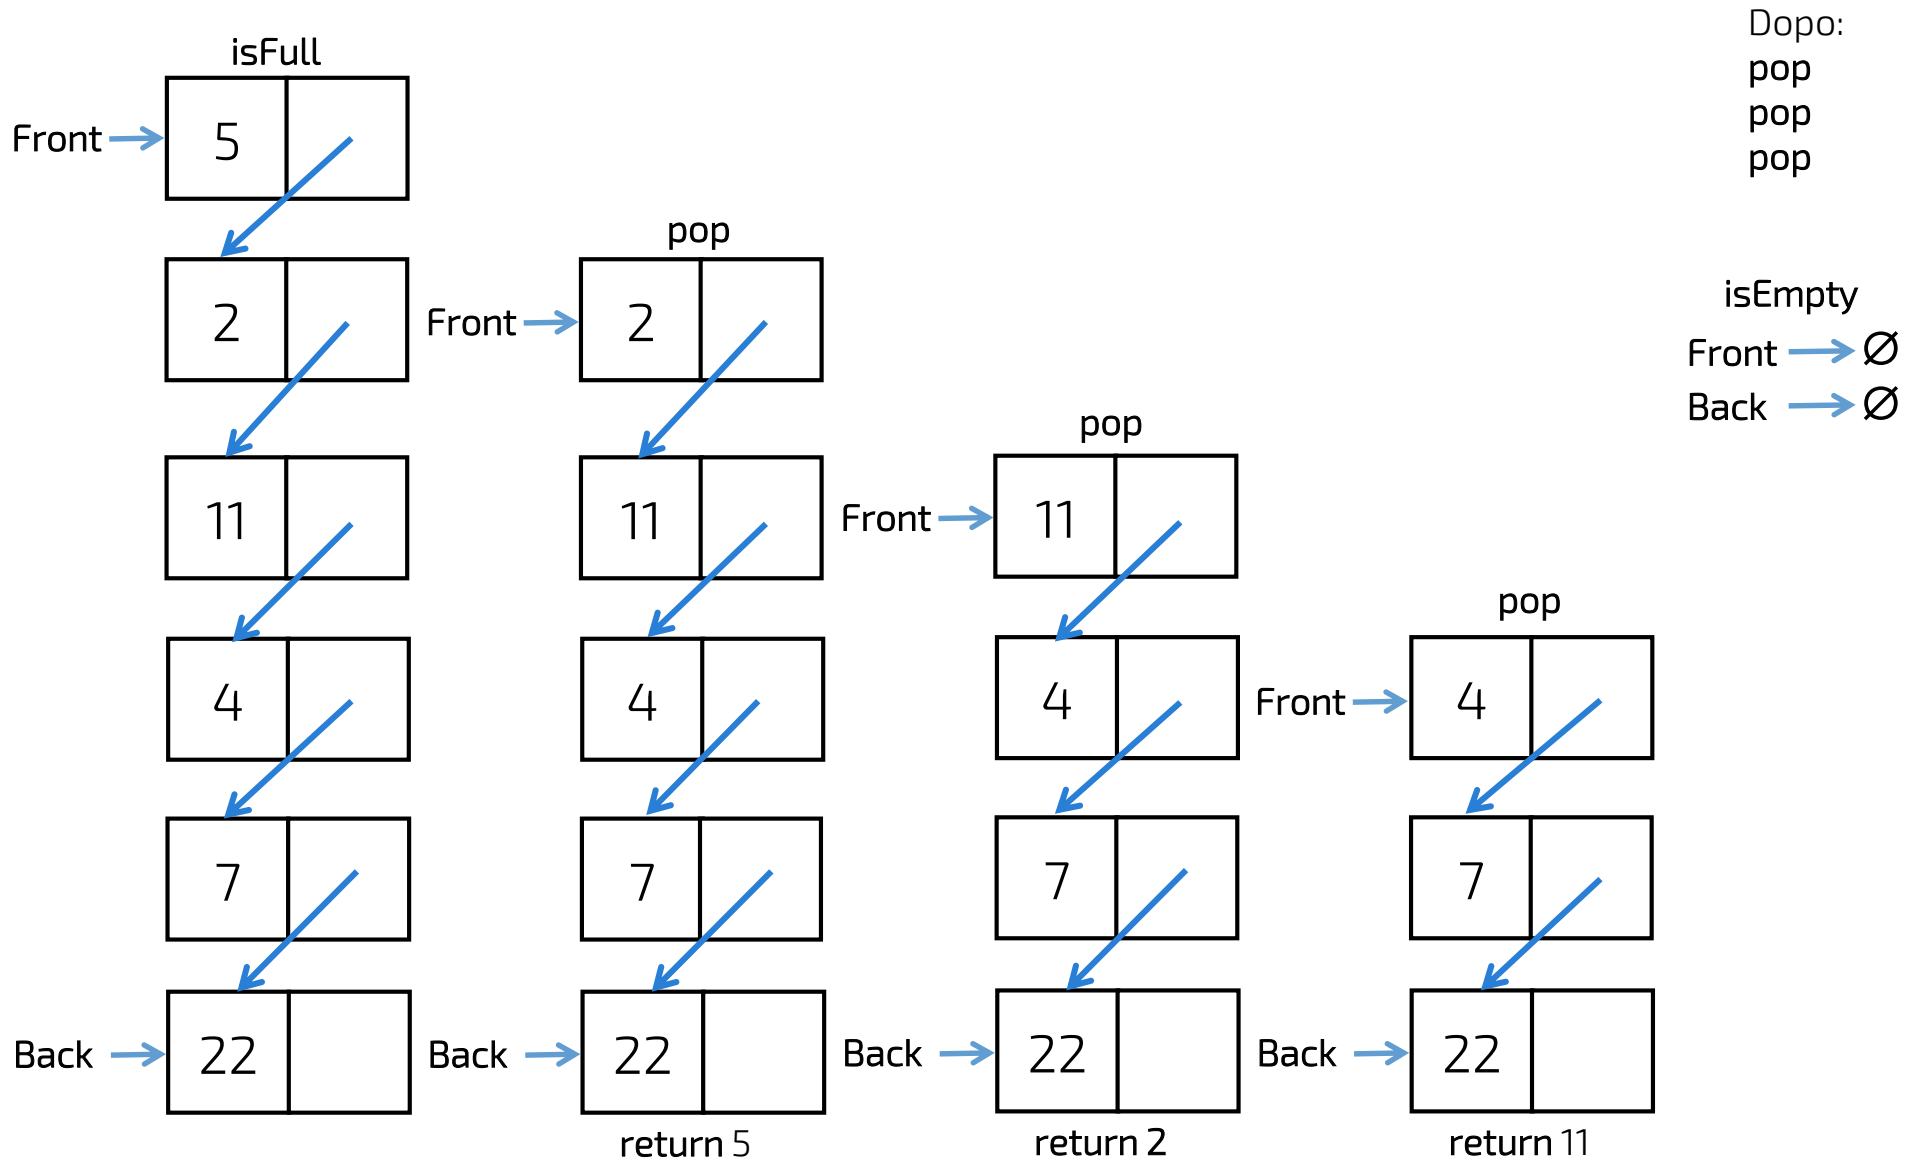 isFull
Front
5
2
11
4
7
Back
22
pop
Front
2
11
4
7
Back
22
return 5
pop
Front
11
4
7
Back
22
return 2
pop
Front
4
7
Back
22
return 11
Dopo:
pop
pop
pop
isEmpty
Front Ø
Back Ø